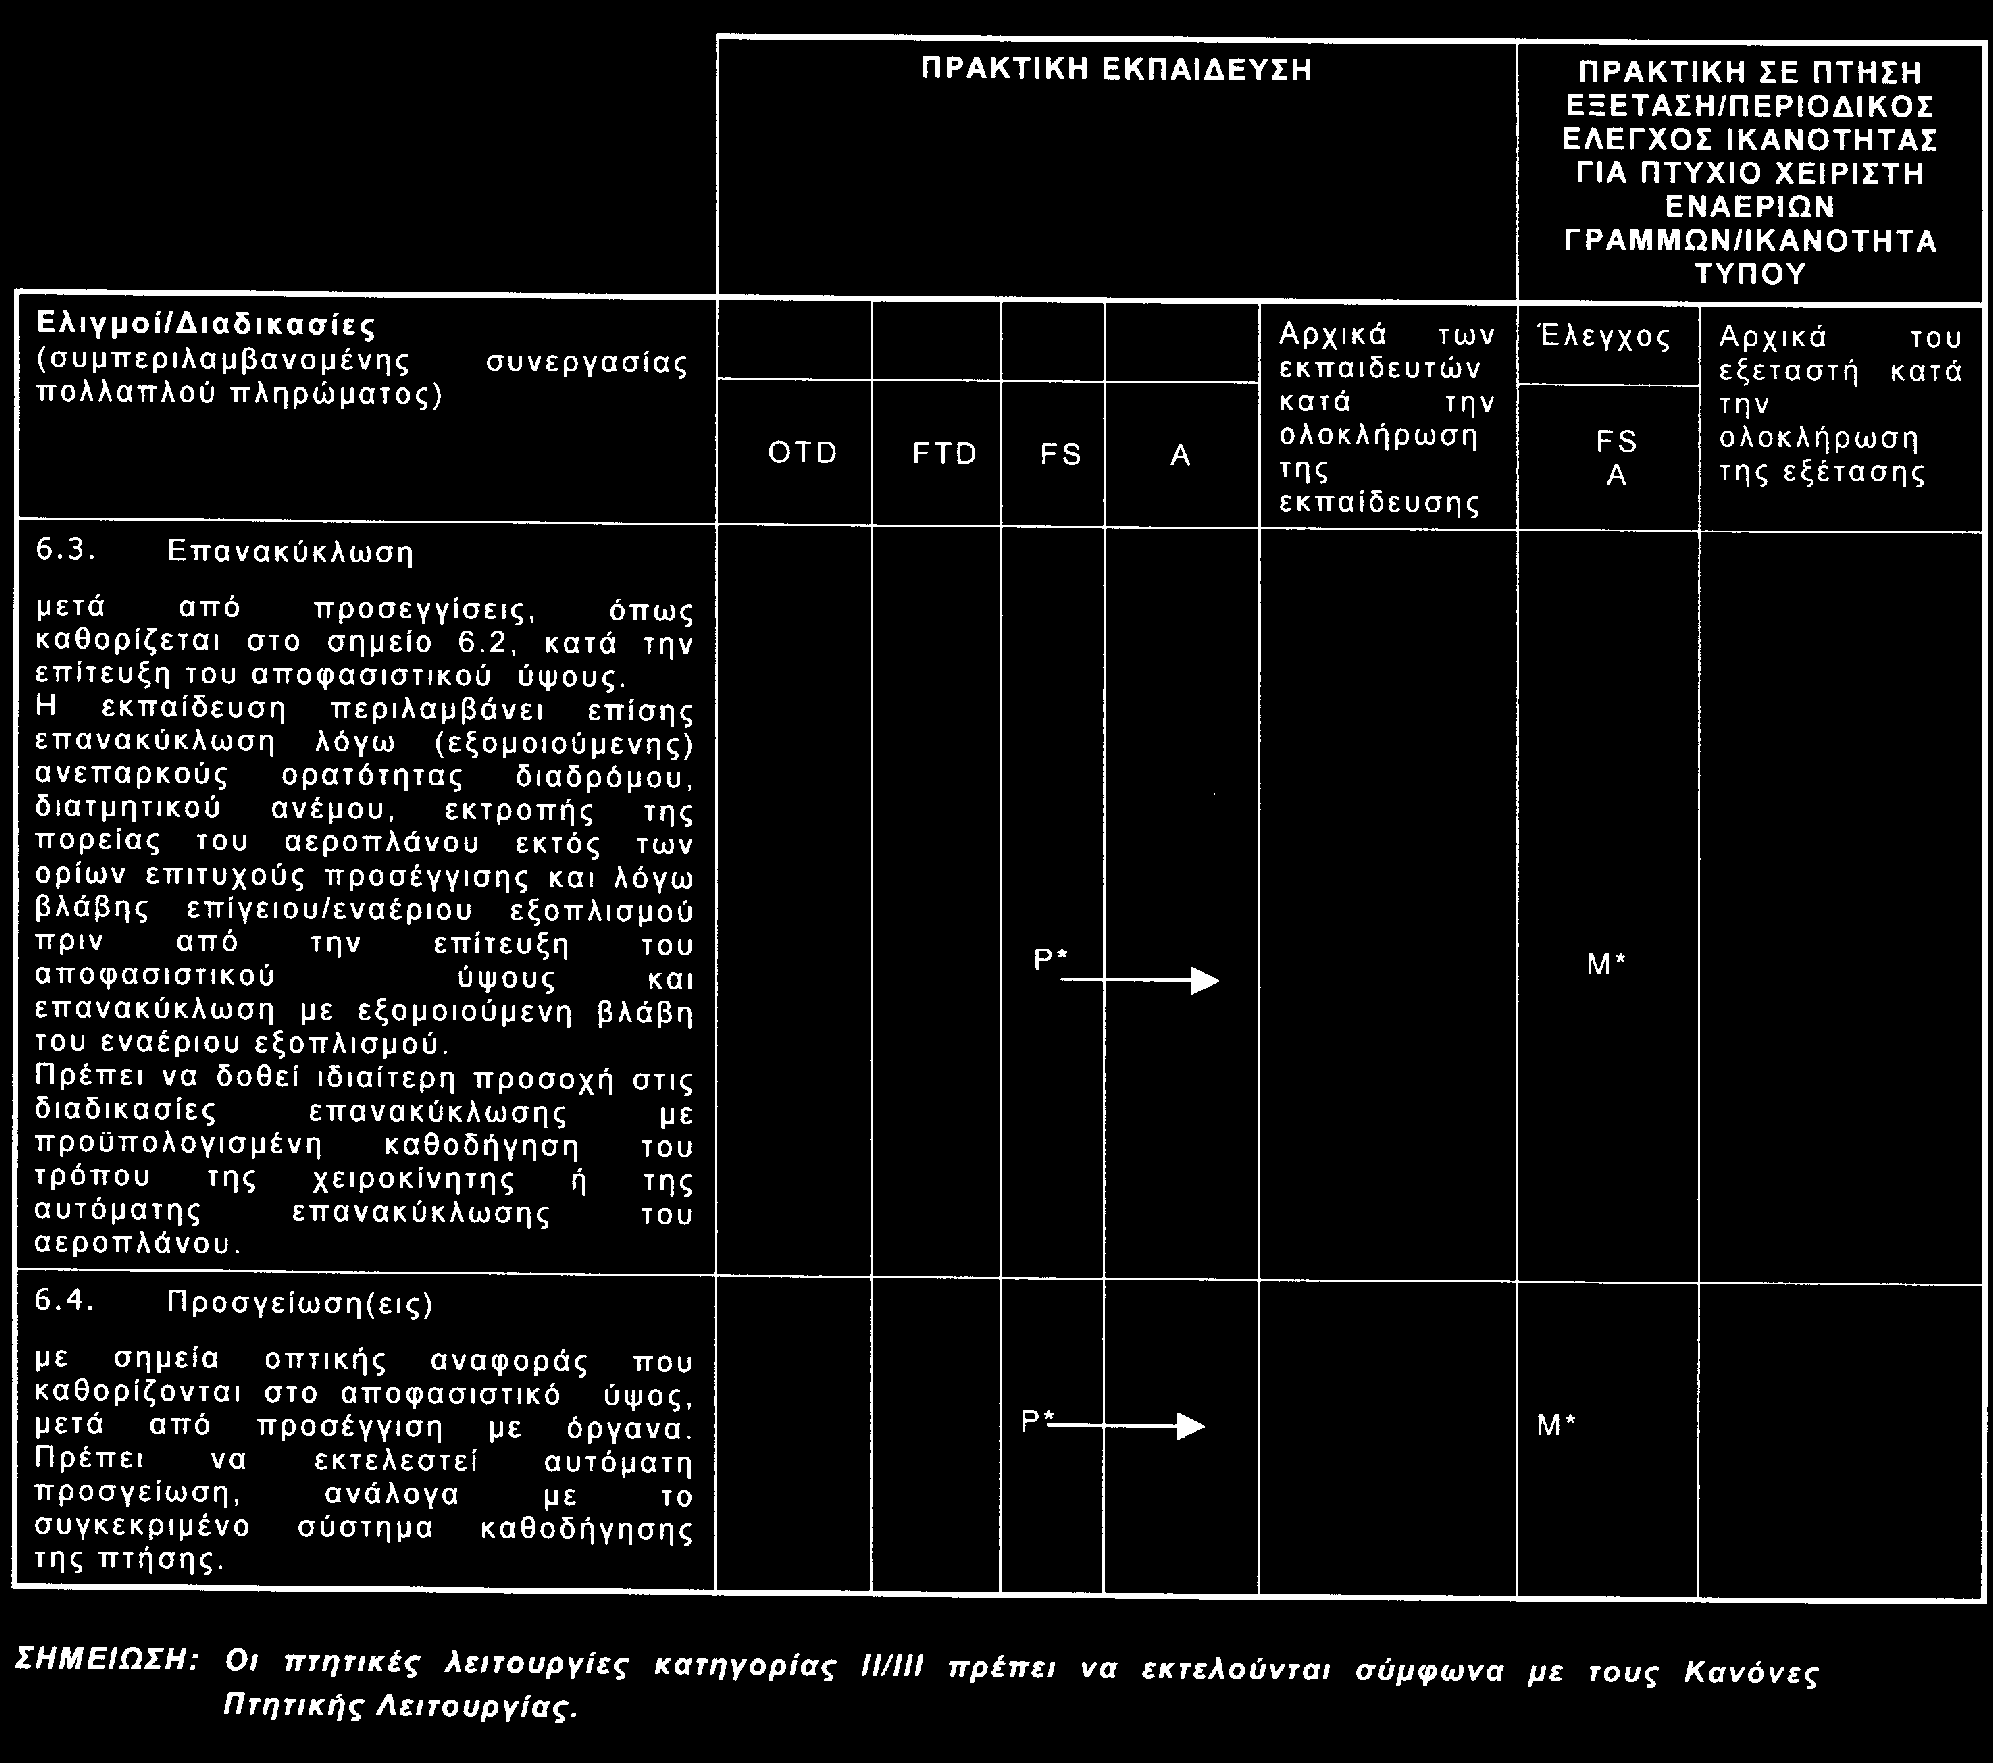 ΠΡΑΚΤΙΚΗ ΕΚΠΑΙΔΕΥΣΗ
ΠΡΑΚΤΙΚΗ ΣΕ ΠΤΗΣΗ
ΕΞΕΤΑΣΗ/ΠΕΡΙΟΔΙΚΟΣ
ΕΛΕΓΧΟΣ ΙΚΑΝΟΤΗΤΑΣ
ΓΙΑ ΠΤΥΧΙΟ ΧΕΙΡΙΣΤΗ
ΕΝΑΕΡΙΩΝ
ΓΡΑΜΜΩΝ/ΙΚΑΝΟΤΗΤΑ
ΤΥΠΟΥ
Ελιγμοί/Διαδικασίες
(συμπεριλαμβανομένης συνεργασίας
πολλαπλού πληρώματος)
OTD
FTD
FS
A
Αρχικά των
εκπαιδευτών
κατά την
ολοκλήρωση
της
εκπαίδευσης
Έλεγχος
FS
A
Αρχικά του
εξεταστή κατά
την
ολοκλήρωση
της εξέτασης
6.3. Επανακύκλωση
μετά από προσεγγίσεις, όπως
καθορίζεται στο σημείο 6.2, κατά την
επίτευξη του αποφασιστικού ύψους.
Η εκπαίδευση περιλαμβάνει επίσης
επανακύκλωση λόγω (εξομοιούμενης)
ανεπαρκούς ορατότητας διαδρόμου,
διατμητικού ανέμου, εκτροπής της
πορείας του αεροπλάνου εκτός των
ορίων επιτυχούς προσέγγισης και λόγω
βλάβης επίγειου/εναέριου εξοπλισμού
πριν από την επίτευξη του
αποφασιστικού ύψους και
επανακύκλωση με εξομοιούμενη βλάβη
του εναέριου εξοπλισμού.
Πρέπει να δοθεί ιδιαίτερη προσοχή στις
διαδικασίες επανακύκλωσης με
προϋπολογισμένη καθοδήγηση του
τρόπου της χειροκίνητης ή της
αυτόματης επανακύκλωσης του
αεροπλάνου.
P*
M*
6.4. Προσγείωση(εις)
με σημεία οπτικής αναφοράς που
καθορίζονται στο αποφασιστικό ύψος,
μετά από προσέγγιση με όργανα.
Πρέπει να εκτελεστεί αυτόματη
προσγείωση, ανάλογα με το
συγκεκριμένο σύστημα καθοδήγησης
της πτήσης.
P*
M*
ΣΗΜΕΙΩΣΗ: Οι πτητικές λειτουργίες κατηγορίας II/III πρέπει να εκτελούνται σύμφωνα με τους Κανόνες
Πτητικής Λειτουργίας.